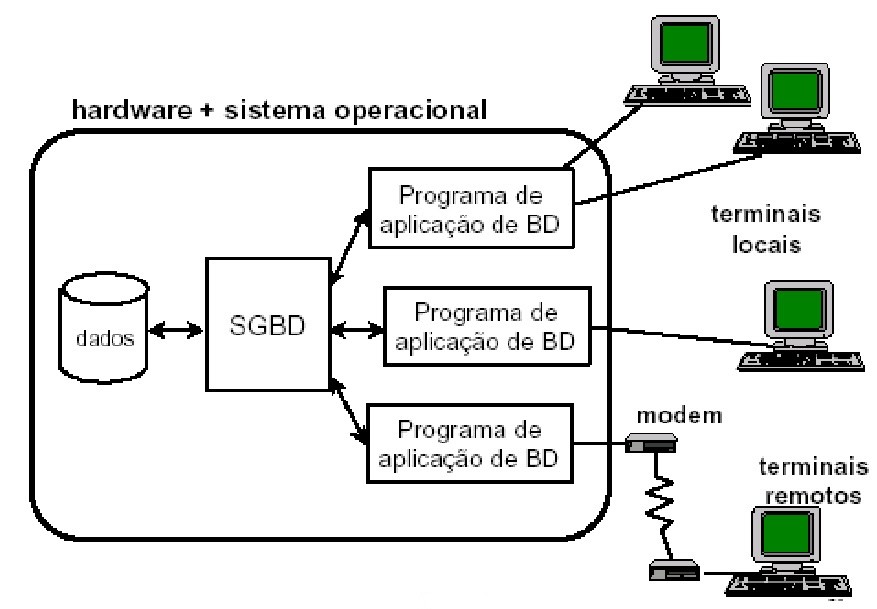 hardware + sistema operacional
Programa de
aplicação de BD
terminais
locais
dados
SGBD
Programa de
aplicação de BD
Programa de
aplicação de BD
modem
terminais
remotos